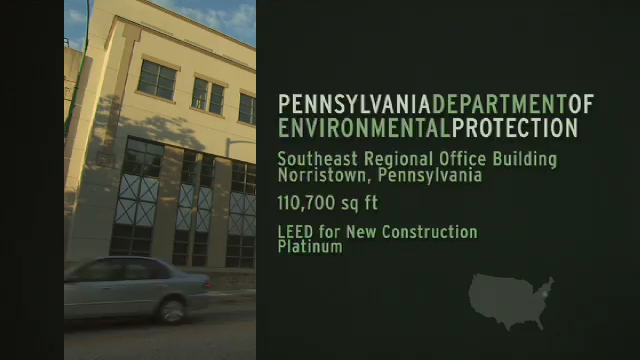 PENNSYLVANIADEPARTMENTOF
ENVIRONMENTALPROTECTION
Southeast Regional Office Building
Norristown, Pennsylvania
110,700 sq ft
LEED for New Construction
Platinum